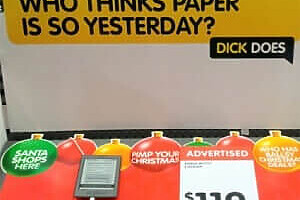 WHO THINKS PAPER
IS SO YESTERDAY?
DICK DOES
SANTA
SHOPS
HERE
PIMP YOUR
CHRISTMAS
ADVERTISED
WHO HAS
CHRISTMAS
DEALS?